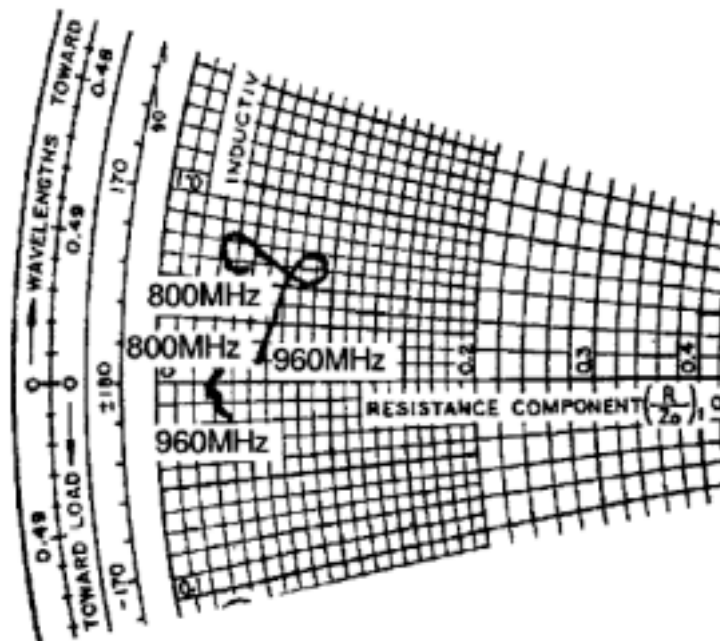 0.48
WAVELENGTHS TOWARD
0.49
170
90
INDUCTIV
800MHz
800MHz
960MHz
0.2
0.3
0.4
±180
RESISTANCE COMPONENT(R/Zo),
960MHz
0.49
TOWARD LOAD
-170